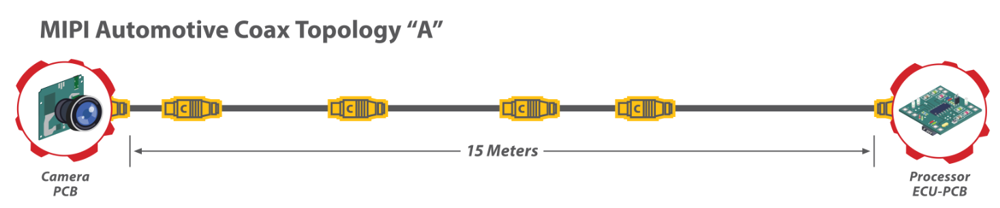 MIPI Automotive Coax Topology “A”
C
C
C
C
15 Meters
Camera
PCB
Processor
ECU-PCB